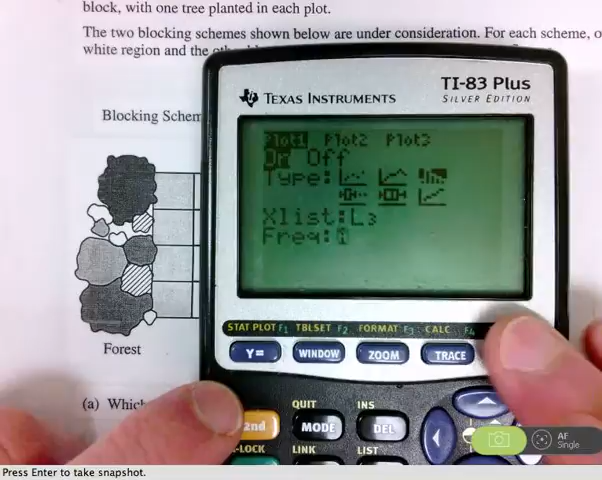 block, with one tree planted in each plot.
The two blocking schemes shown below are under consideration. For each scheme, o
white region and the
Blocking Schem
TEXAS INSTRUMENTS
TI-83 Plus
SILVER EDITION
Plot1 Plot2 Plot3
On Off
Type:
Xlist:L3
Freq:1
STAT PLOT F1 TBLSET F2 FORMAT F3 CALC F4
Y= WINDOW ZOOM TRACE
Forest
(a) Whic
QUIT INS
2nd MODE DEL
A-LOCK LINK LIST
AF
Single
Press Enter to take snapshot.